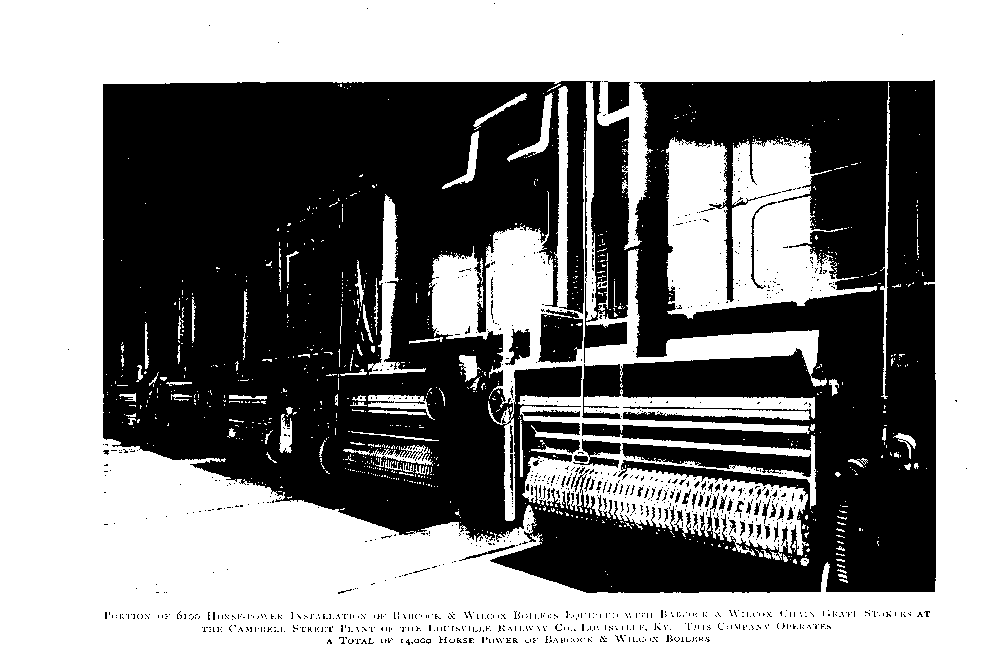 Portion of 6100 Horse-power Installation of Babcock & Wilcox Boilers Equipped with Babcock & Wilcox Chain Grate Stokers at
the Campbell Street Plant of the Louisville Railway Co., Louisville, Ky. This Company Operates
a Total of 14,000 Horse Power of Babcock & Wilcox Boilers